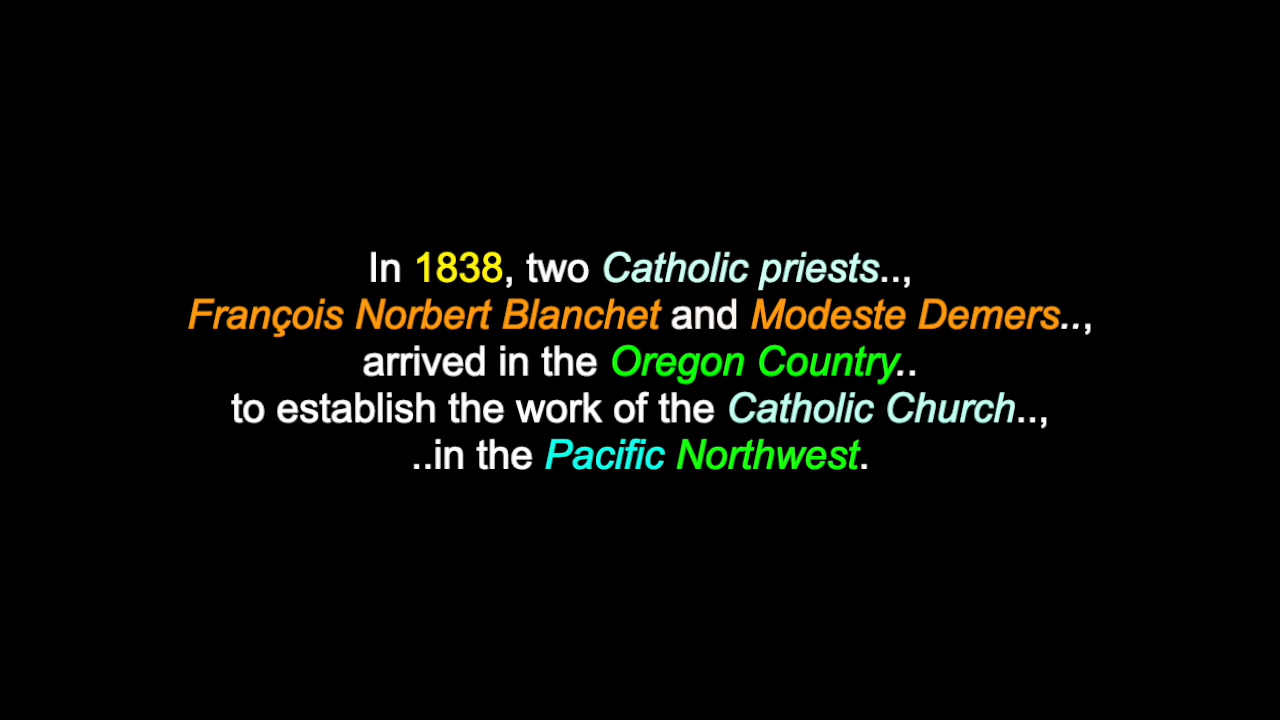 In 1838, two Catholic priests..,
François Norbert Blanchet and Modeste Demers..,
arrived in the Oregon Country..
to establish the work of the Catholic Church..,
..in the Pacific Northwest.